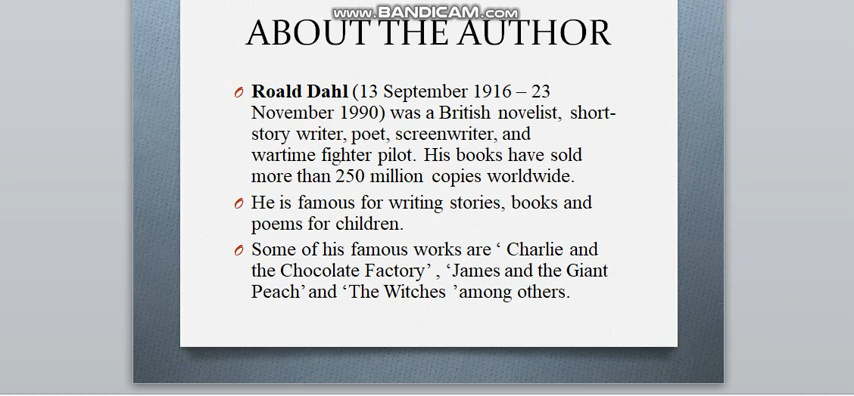 www.BANDICAM.com
ABOUT THE AUTHOR
Roald Dahl (13 September 1916 – 23
November 1990) was a British novelist, short-
story writer, poet, screenwriter, and
wartime fighter pilot. His books have sold
more than 250 million copies worldwide.
He is famous for writing stories, books and
poems for children.
Some of his famous works are ‘ Charlie and
the Chocolate Factory’ , ‘James and the Giant
Peach’ and ‘The Witches ’among others.